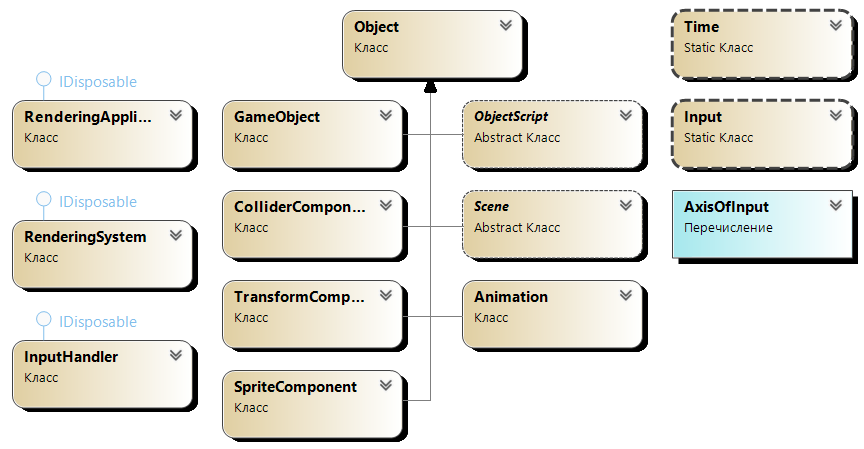 Object
Класс
Time
Static Класс
IDisposable
RenderingAppli...
Класс
GameObject
Класс
ObjectScript
Abstract Класс
Input
Static Класс
IDisposable
RenderingSystem
Класс
ColliderCompon...
Класс
Scene
Abstract Класс
AxisOfInput
Перечисление
TransformComp...
Класс
Animation
Класс
IDisposable
InputHandler
Класс
SpriteComponent
Класс